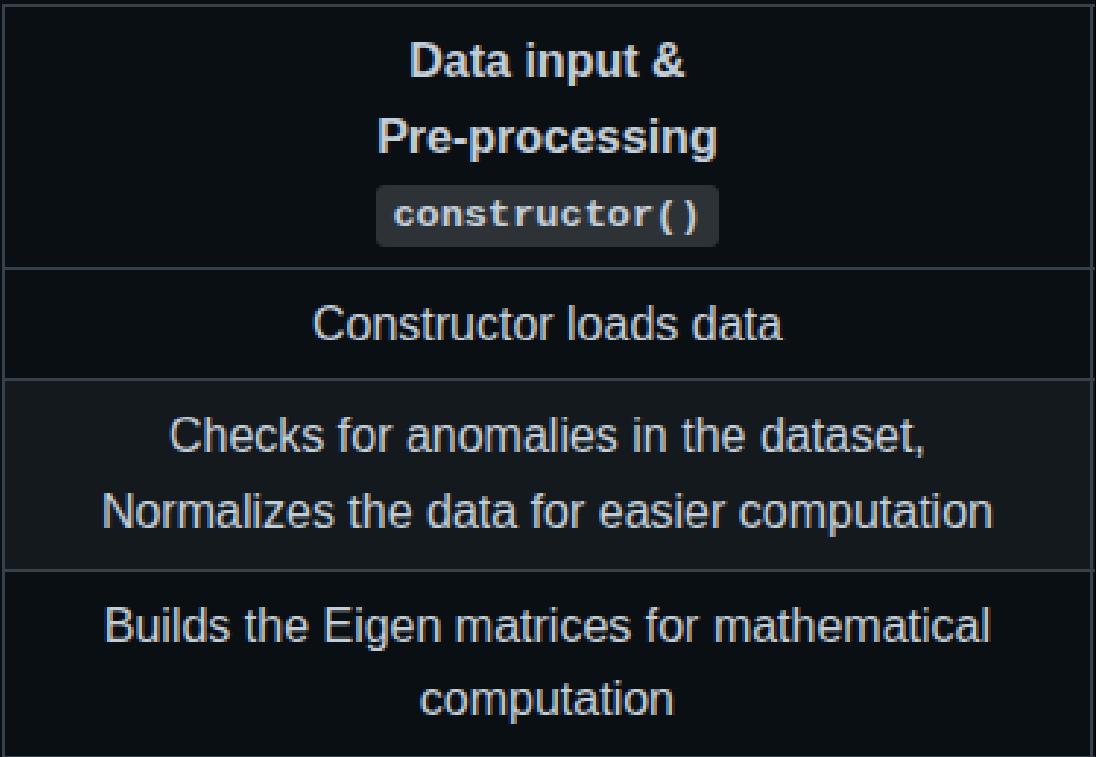 Data input &
Pre-processing
constructor()
Constructor loads data
Checks for anomalies in the dataset,
Normalizes the data for easier computation
Builds the Eigen matrices for mathematical
computation